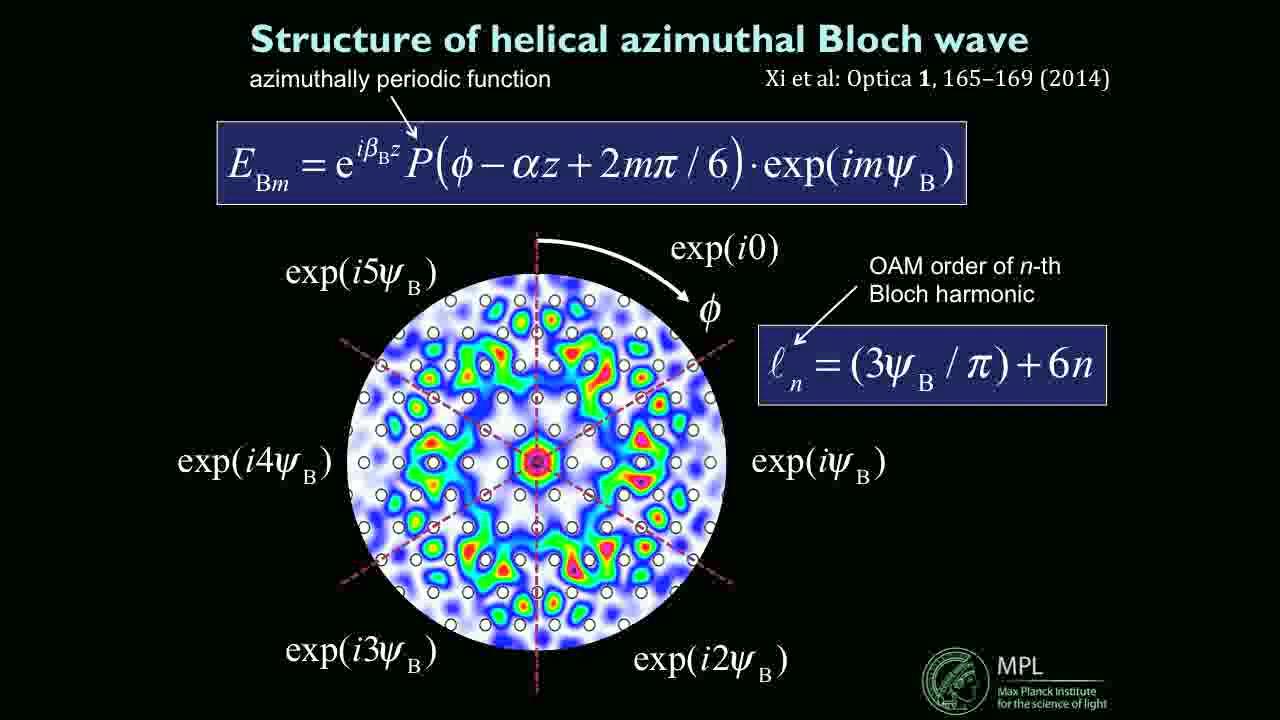 Structure of helical azimuthal Bloch wave
azimuthally periodic function
Xi et al: Optica 1, 165–169 (2014)
E_Bm = e^{iβ_B z} P(ϕ − αz + 2mπ / 6) · exp(imψ_B)
exp(i5ψ_B)
exp(i0)
ϕ
OAM order of n-th
Bloch harmonic
ℓ_n = (3ψ_B / π) + 6n
exp(i4ψ_B)
exp(iψ_B)
exp(i3ψ_B)
exp(i2ψ_B)
MPL
Max Planck Institute
for the science of light